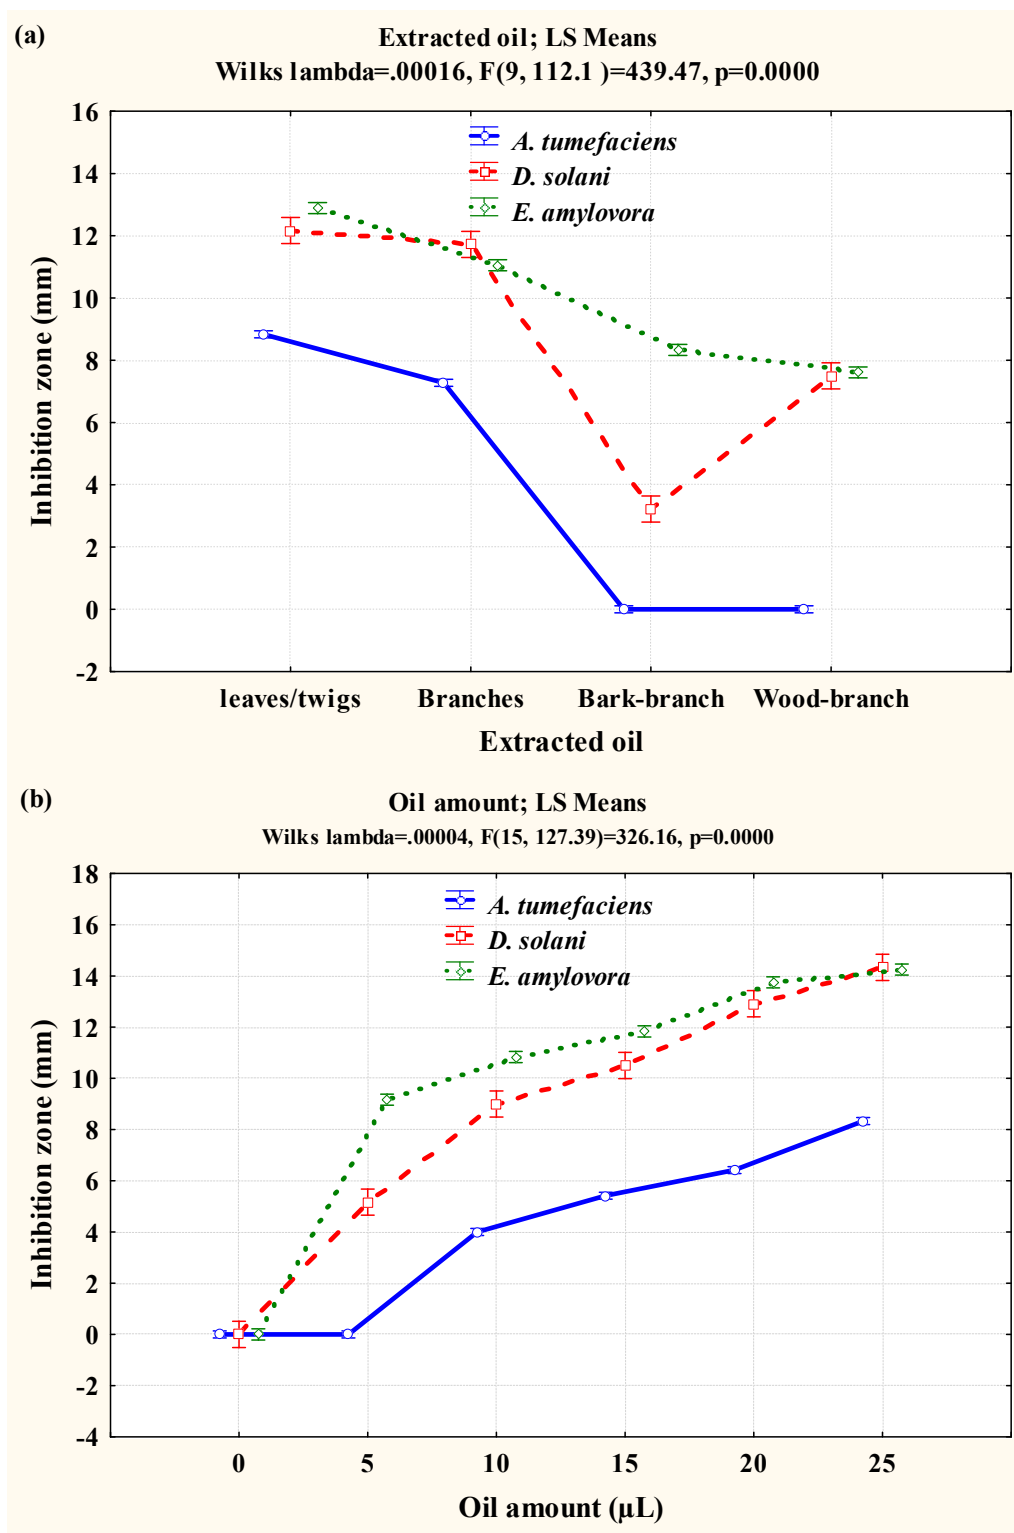 (a)
Extracted oil; LS Means
Wilks lambda=.00016, F(9, 112.1 )=439.47, p=0.0000
16
14
12
10
8
6
4
2
0
-2
Inhibition zone (mm)
A. tumefaciens
D. solani
E. amylovora
leaves/twigs Branches Bark-branch Wood-branch
Extracted oil
(b)
Oil amount; LS Means
Wilks lambda=.00004, F(15, 127.39)=326.16, p=0.0000
18
16
14
12
10
8
6
4
2
0
-2
-4
Inhibition zone (mm)
A. tumefaciens
D. solani
E. amylovora
0 5 10 15 20 25
Oil amount (µL)